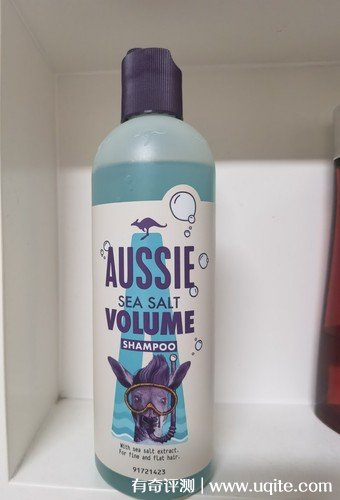 AUSSIE
SEA SALT
VOLUME
SHAMPOO
With sea salt extract.
For fine and flat hair.
91721423
有奇评测 | www.uqite.com